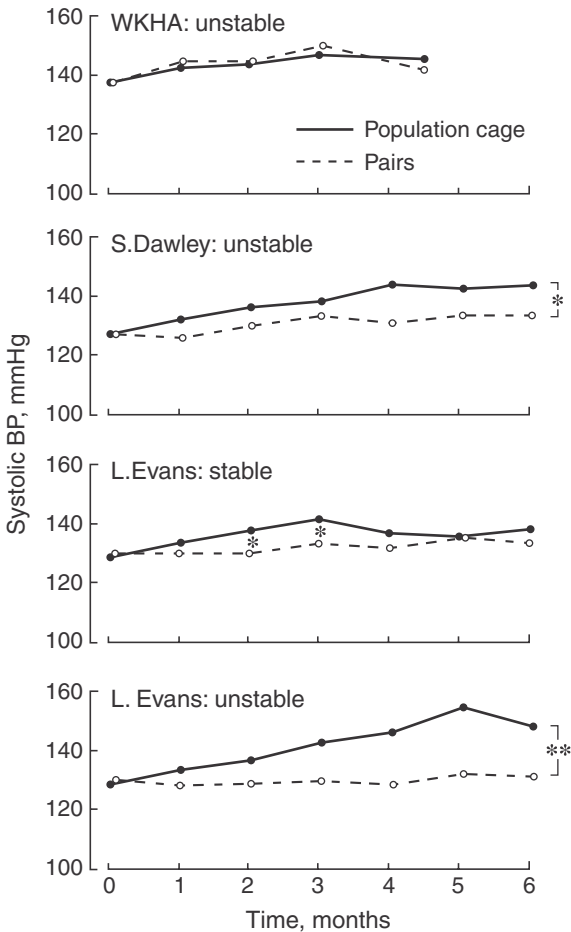 160
WKHA: unstable
140
Population cage
120
Pairs
100
160
S.Dawley: unstable
140
*
120
100
Systolic BP, mmHg
160
L.Evans: stable
140
* *
120
100
160
L. Evans: unstable
140
**
120
100
0 1 2 3 4 5 6
Time, months